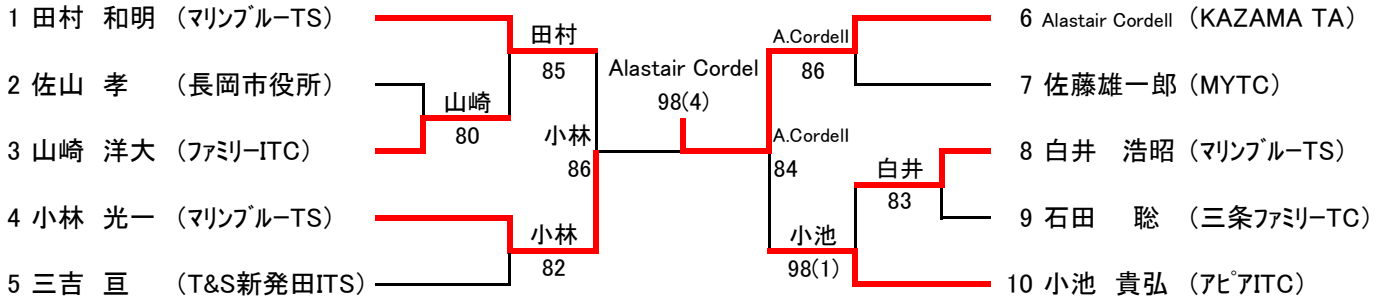 1 田村 和明 (マリンブルーTS)
2 佐山 孝 (長岡市役所)
3 山崎 洋大 (ファミリーITC)
4 小林 光一 (マリンブルーTS)
5 三吉 亘 (T&S新発田ITS)
田村
85
山崎
80
小林
86
小林
82
Alastair Cordel
98(4)
A.Cordell
86
A.Cordell
84
白井
83
小池
98(1)
6 Alastair Cordell (KAZAMA TA)
7 佐藤雄一郎 (MYTC)
8 白井 浩昭 (マリンブルーTS)
9 石田 聡 (三条ファミリーTC)
10 小池 貴弘 (アピアITC)